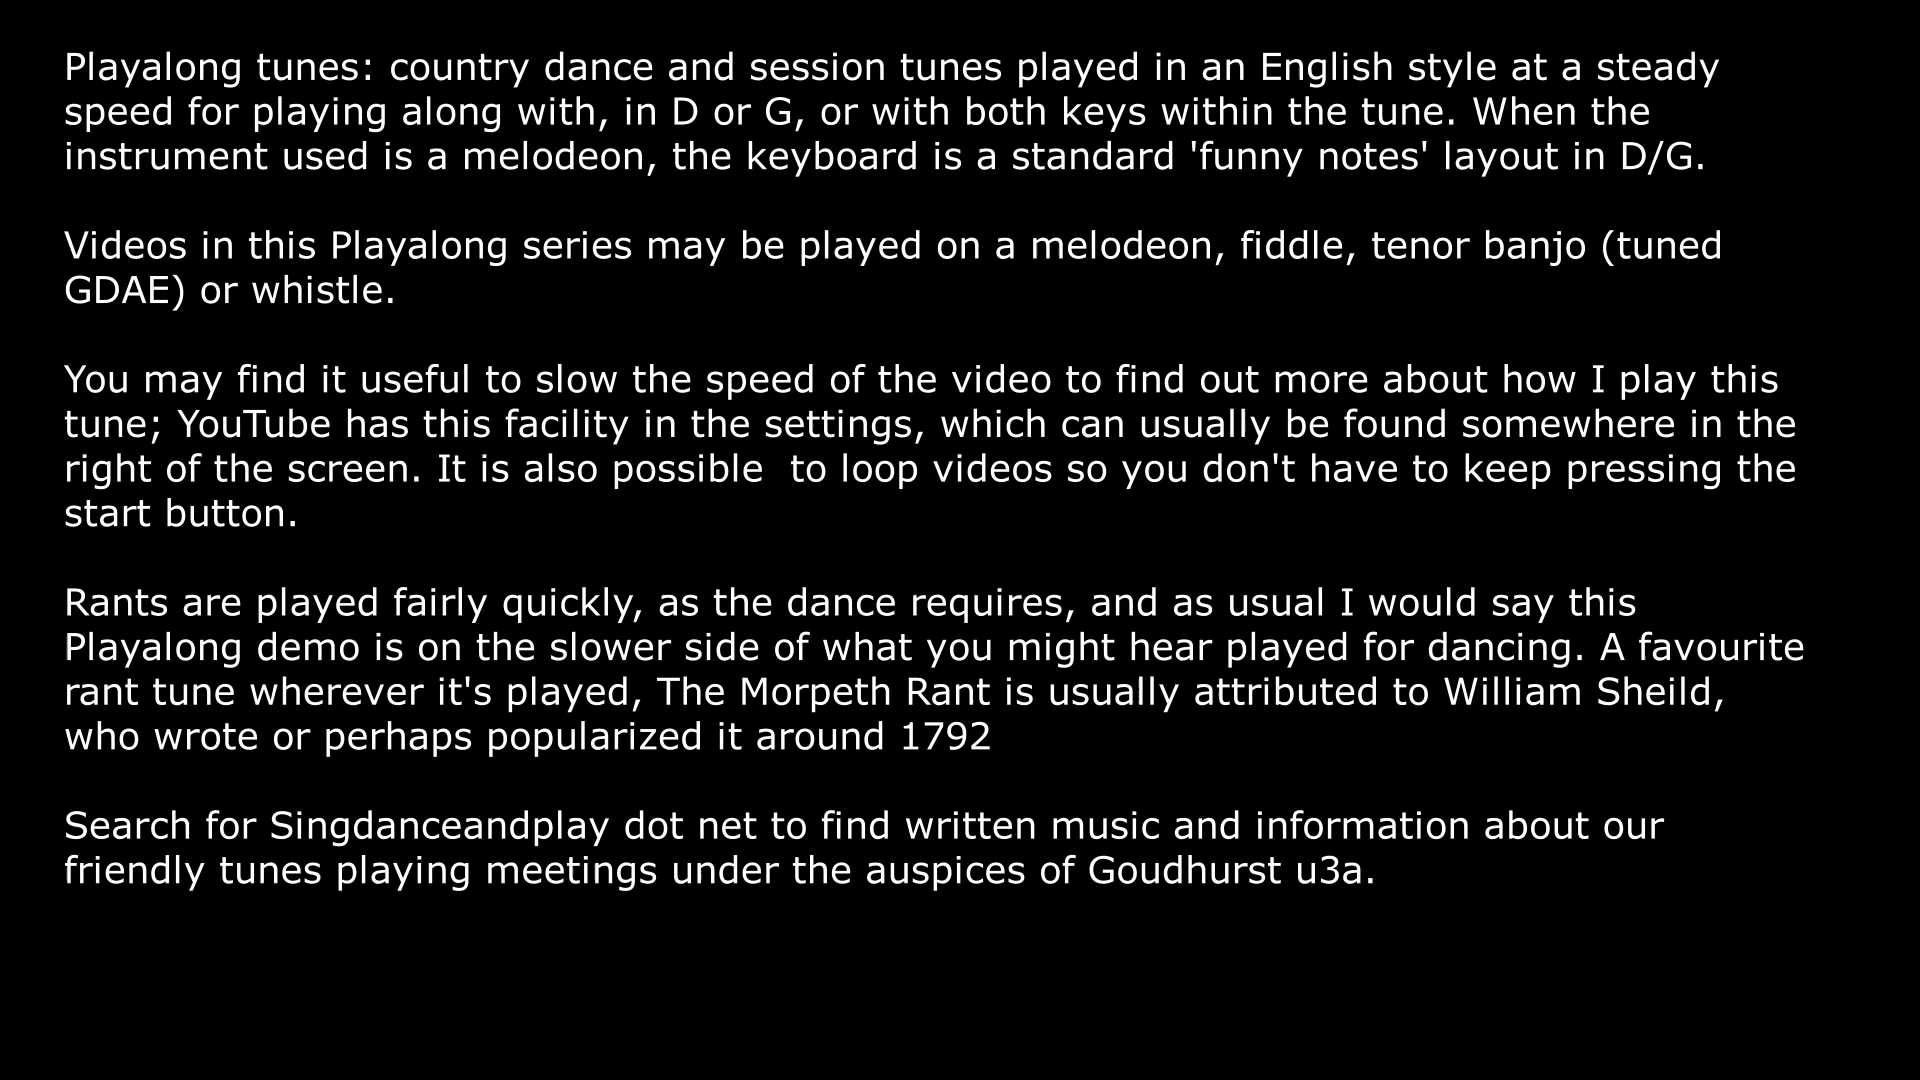 Playalong tunes: country dance and session tunes played in an English style at a steady
speed for playing along with, in D or G, or with both keys within the tune. When the
instrument used is a melodeon, the keyboard is a standard 'funny notes' layout in D/G.
Videos in this Playalong series may be played on a melodeon, fiddle, tenor banjo (tuned
GDAE) or whistle.
You may find it useful to slow the speed of the video to find out more about how I play this
tune; YouTube has this facility in the settings, which can usually be found somewhere in the
right of the screen. It is also possible  to loop videos so you don't have to keep pressing the
start button.
Rants are played fairly quickly, as the dance requires, and as usual I would say this
Playalong demo is on the slower side of what you might hear played for dancing. A favourite
rant tune wherever it's played, The Morpeth Rant is usually attributed to William Sheild,
who wrote or perhaps popularized it around 1792
Search for Singdanceandplay dot net to find written music and information about our
friendly tunes playing meetings under the auspices of Goudhurst u3a.